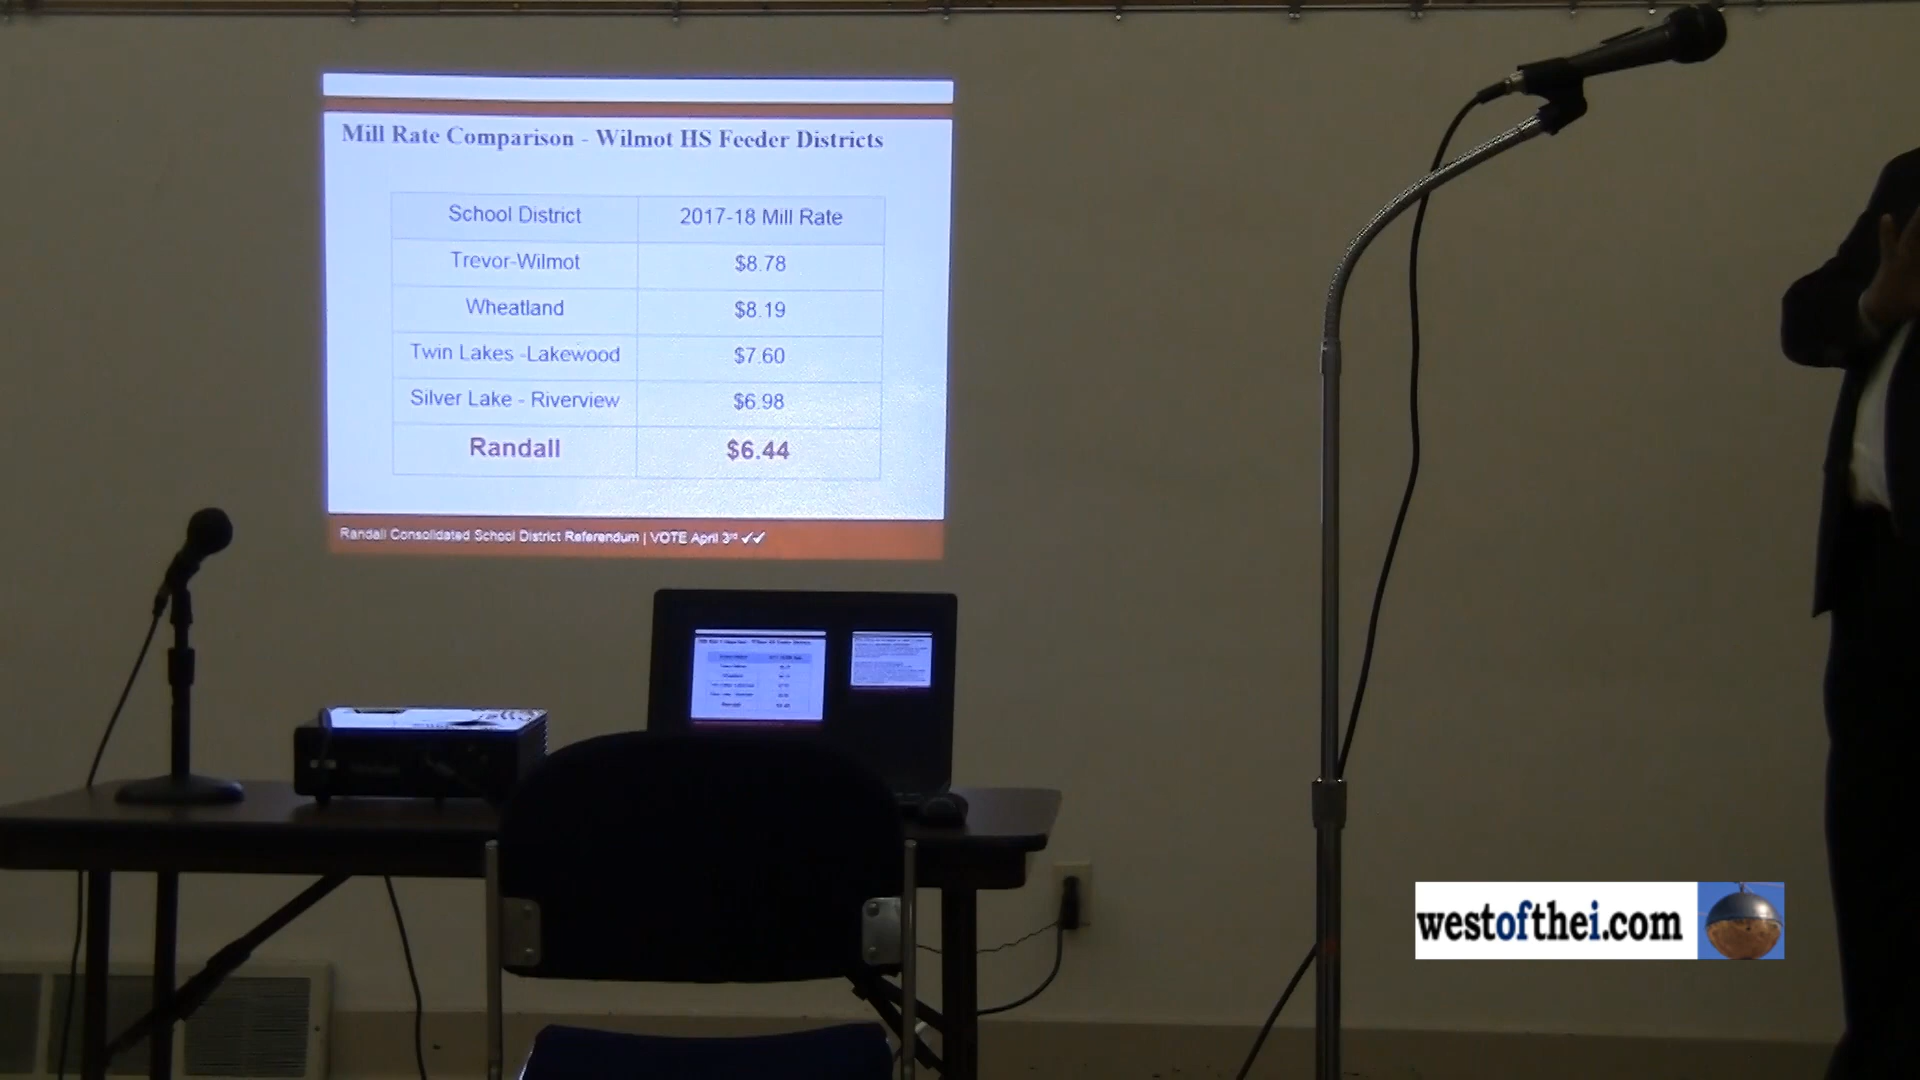 Mill Rate Comparison - Wilmot HS Feeder Districts
School District 2017-18 Mill Rate
Trevor-Wilmot $8.78
Wheatland $8.19
Twin Lakes -Lakewood $7.60
Silver Lake - Riverview $6.98
Randall $6.44
Randall Consolidated School District Referendum | VOTE April 3rd ✓✓
westofthei.com